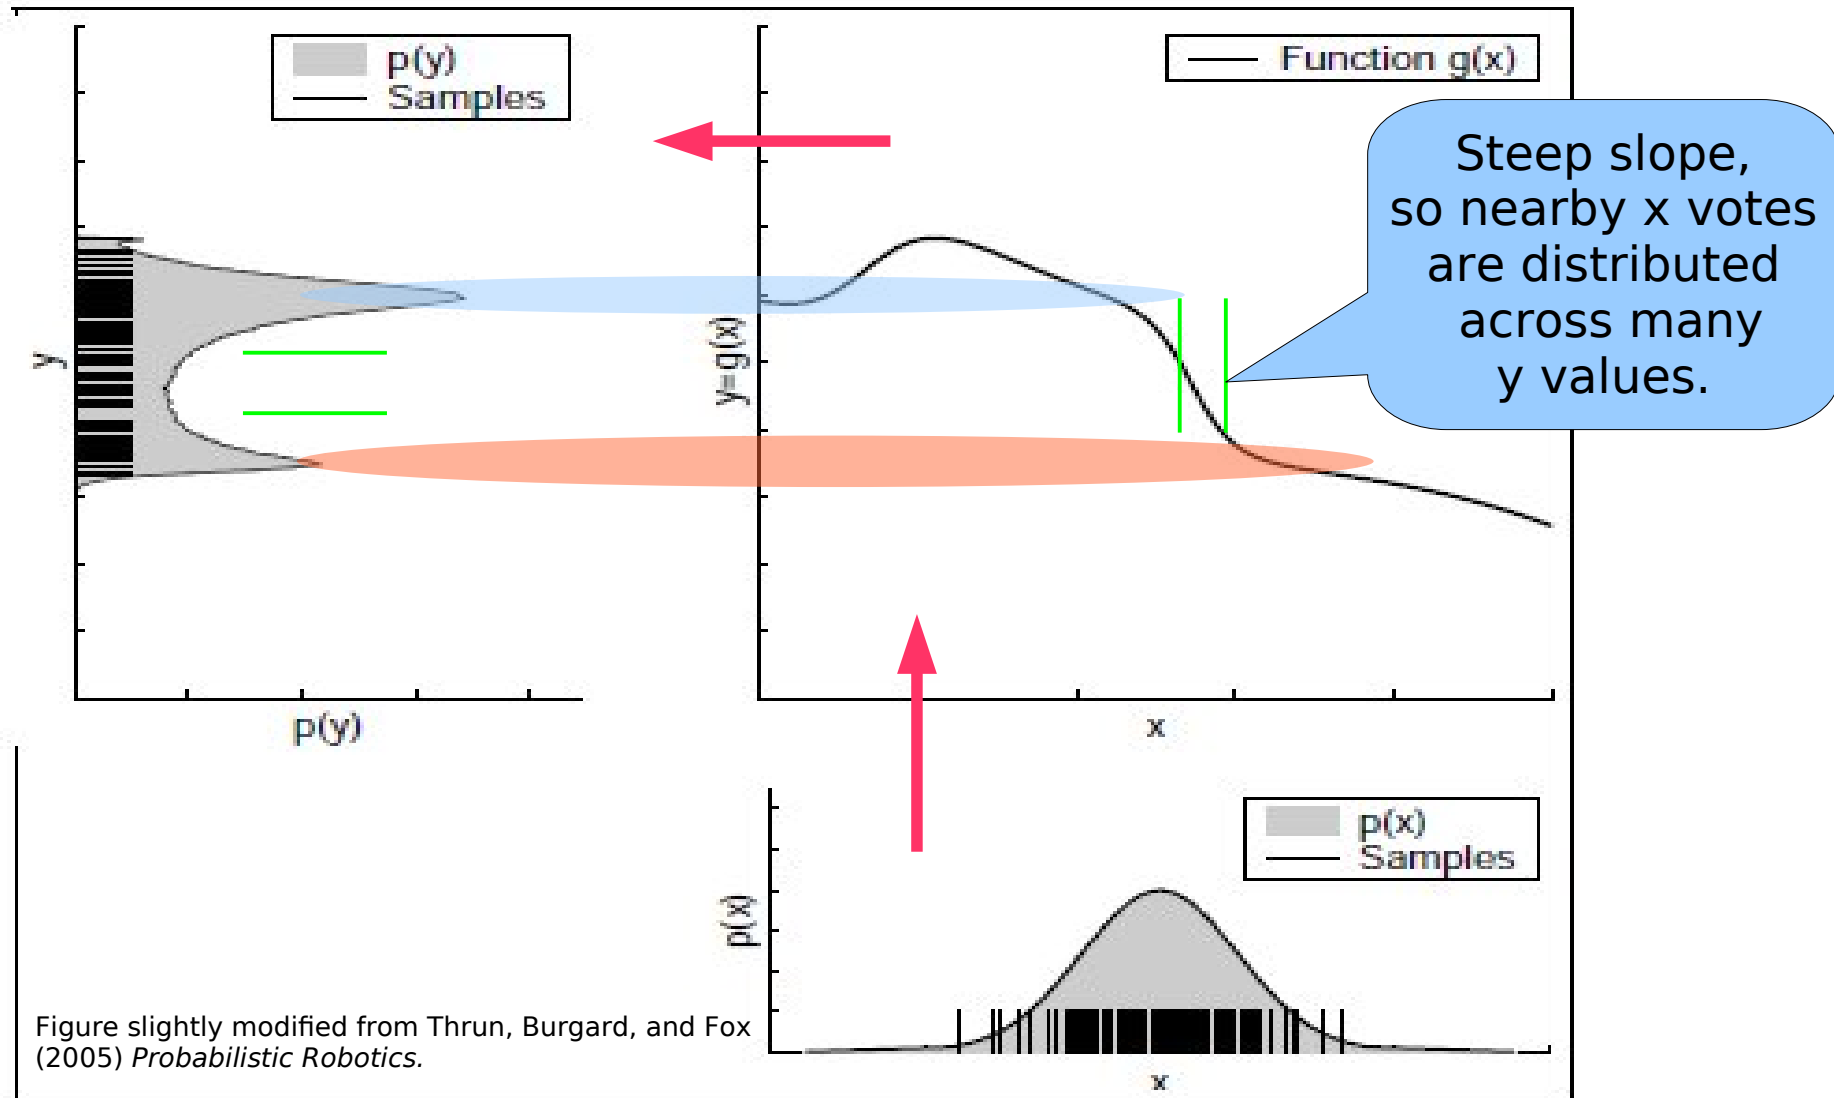 p(y)
Samples
Function g(x)
Steep slope,
so nearby x votes
are distributed
across many
y values.
y
y=g(x)
p(y)
x
p(x)
Samples
p(x)
x
Figure slightly modified from Thrun, Burgard, and Fox
(2005) Probabilistic Robotics.